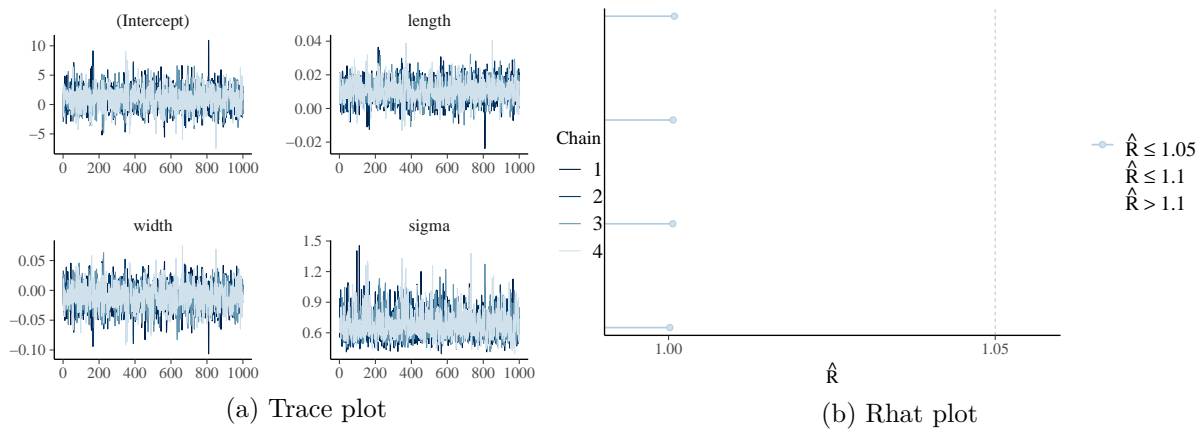 (Intercept)
10
5
0
−5
0 200 400 600 800 1000
length
0.04
0.02
0.00
−0.02
0 200 400 600 800 1000
width
0.05
0.00
−0.05
−0.10
0 200 400 600 800 1000
sigma
1.5
1.2
0.9
0.6
0 200 400 600 800 1000
Chain
1
2
3
4
(a) Trace plot
1.00 1.05
R̂
R̂ ≤ 1.05
R̂ ≤ 1.1
R̂ > 1.1
(b) Rhat plot